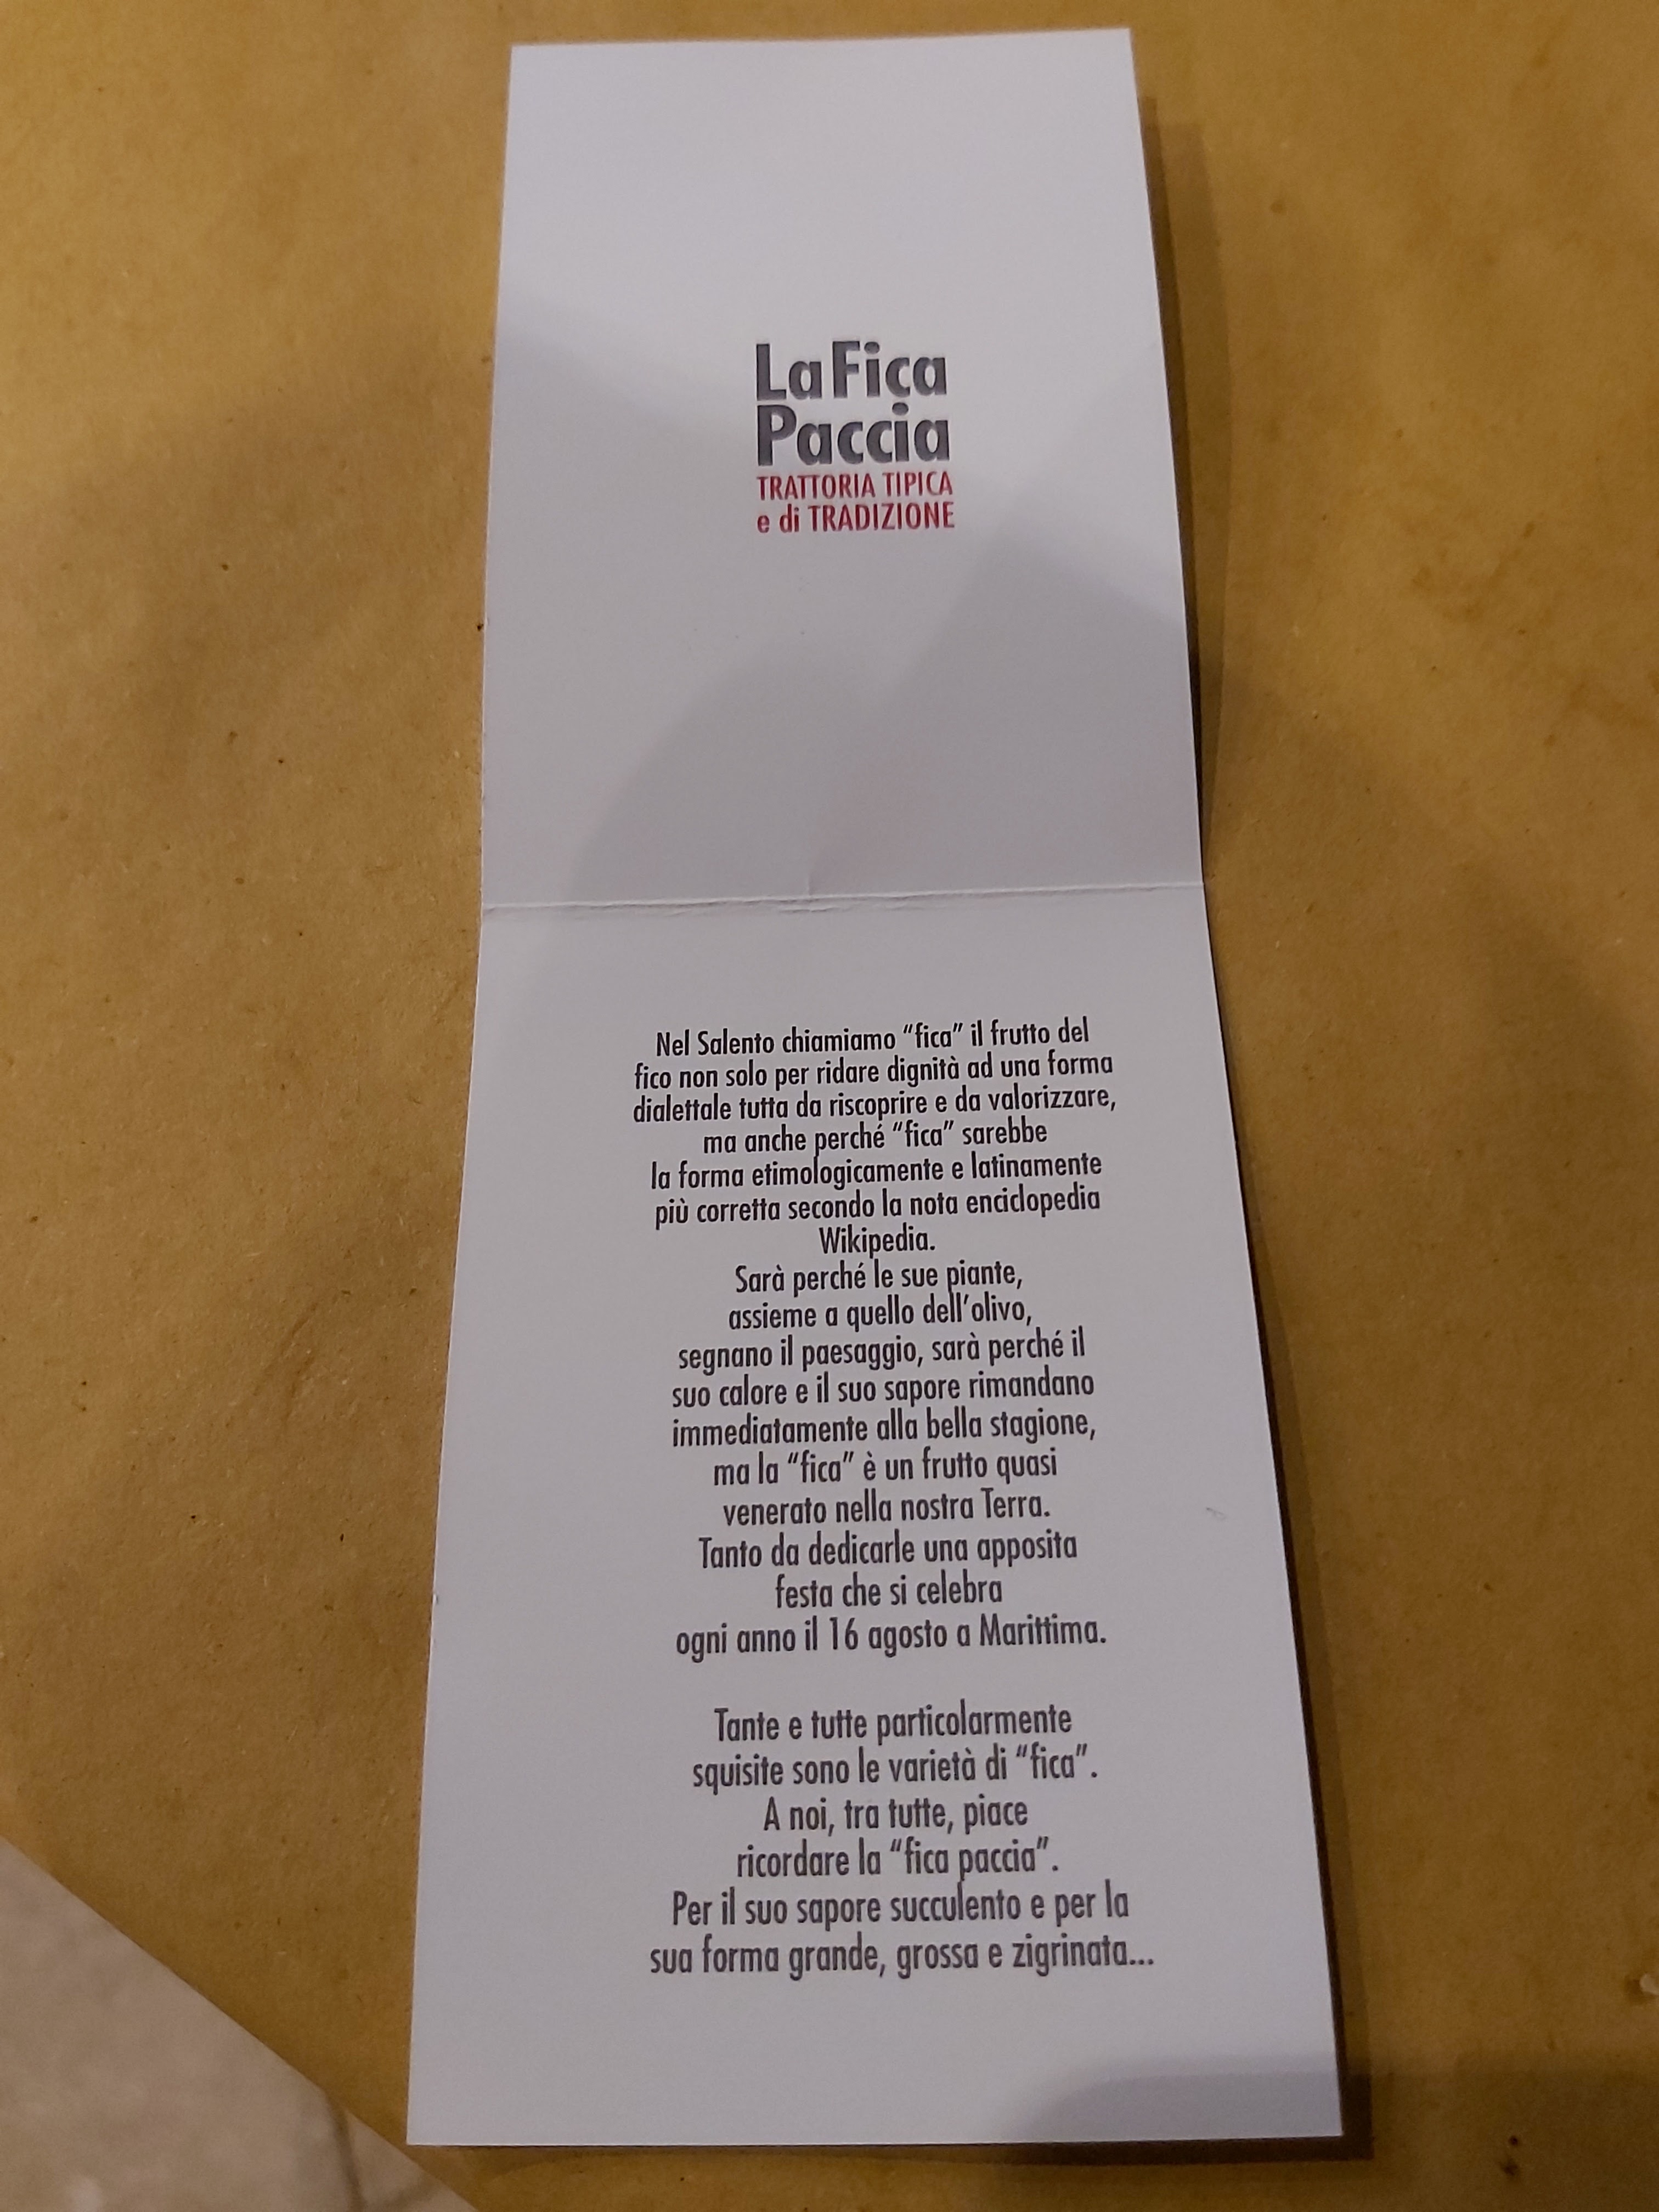 La Fica
Paccia
TRATTORIA TIPICA
e di TRADIZIONE
Nel Salento chiamiamo “fica” il frutto del
fico non solo per ridare dignità ad una forma
dialettale tutta da riscoprire e da valorizzare,
ma anche perché “fica” sarebbe
la forma etimologicamente e latinamente
più corretta secondo la nota enciclopedia
Wikipedia.
Sarà perché le sue piante,
assieme a quello dell’olivo,
segnano il paesaggio, sarà perché il
suo calore e il suo sapore rimandano
immediatamente alla bella stagione,
ma la “fica” è un frutto quasi
venerato nella nostra Terra.
Tanto da dedicarle una apposita
festa che si celebra
ogni anno il 16 agosto a Marittima.
Tante e tutte particolarmente
squisite sono le varietà di “fica”.
A noi, tra tutte, piace
ricordare la “fica paccia”.
Per il suo sapore succulento e per la
sua forma grande, grossa e zigrinata...